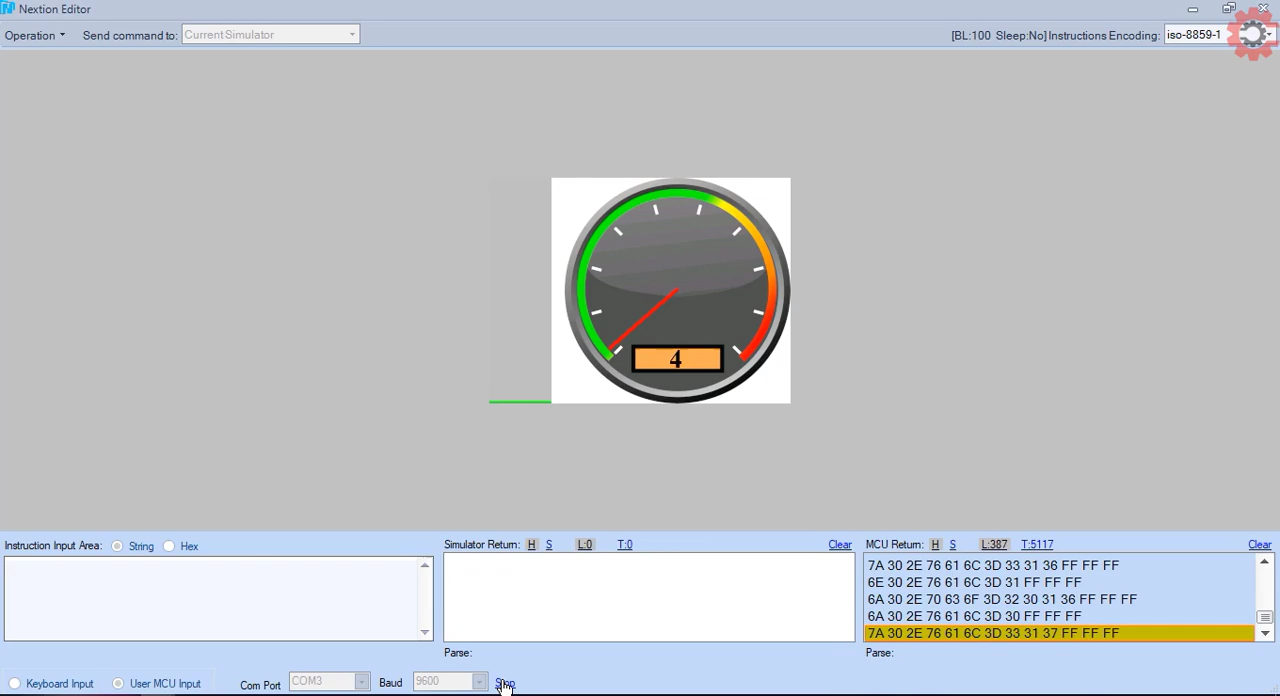 Nextion Editor
Operation Send command to: Current Simulator [BL:100 Sleep:No] Instructions Encoding: iso-8859-1
4
Instruction Input Area: String Hex Simulator Return: H S L:0 T:0 Clear MCU Return: H S L:387 T:5117 Clear
7A 30 2E 76 61 6C 3D 33 31 36 FF FF FF
6E 30 2E 76 61 6C 3D 31 FF FF FF
6A 30 2E 70 63 6F 3D 32 30 31 36 FF FF FF
6A 30 2E 76 61 6C 3D 30 FF FF FF
7A 30 2E 76 61 6C 3D 33 31 37 FF FF FF
Parse: Parse:
Keyboard Input User MCU Input Com Port COM3 Baud 9600 Stop